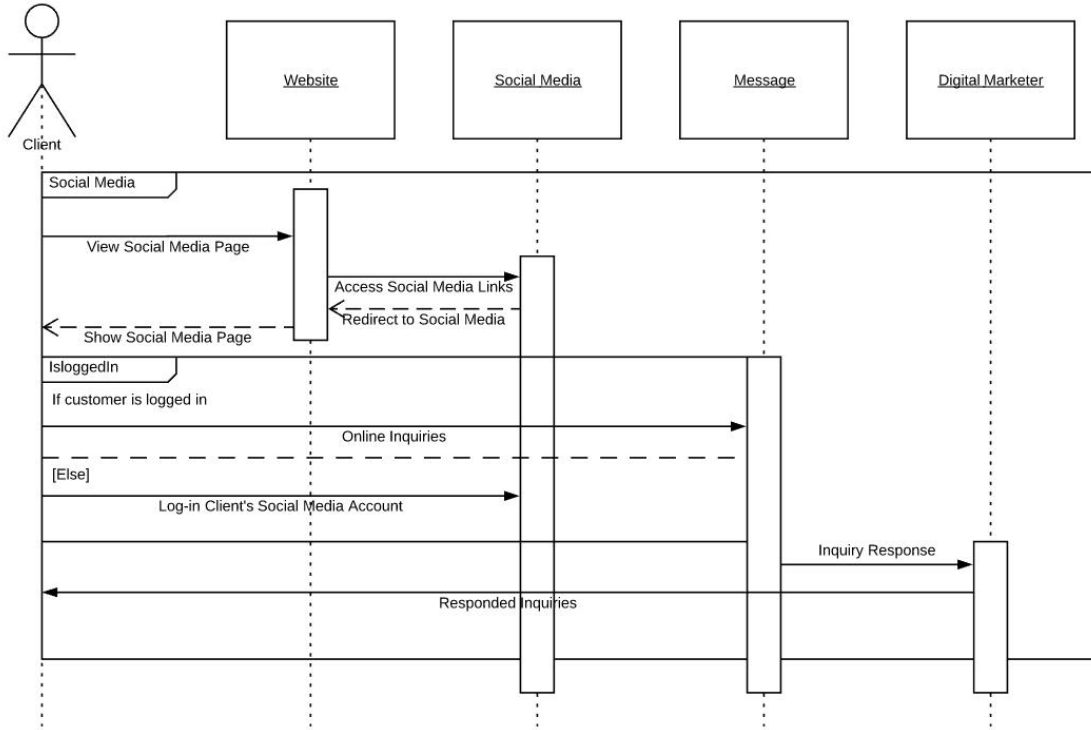 Website
Social Media
Message
Digital Marketer
Client
Social Media
View Social Media Page
Access Social Media Links
Redirect to Social Media
Show Social Media Page
IsloggedIn
If customer is logged in
Online Inquiries
[Else]
Log-in Client's Social Media Account
Inquiry Response
Responded Inquiries